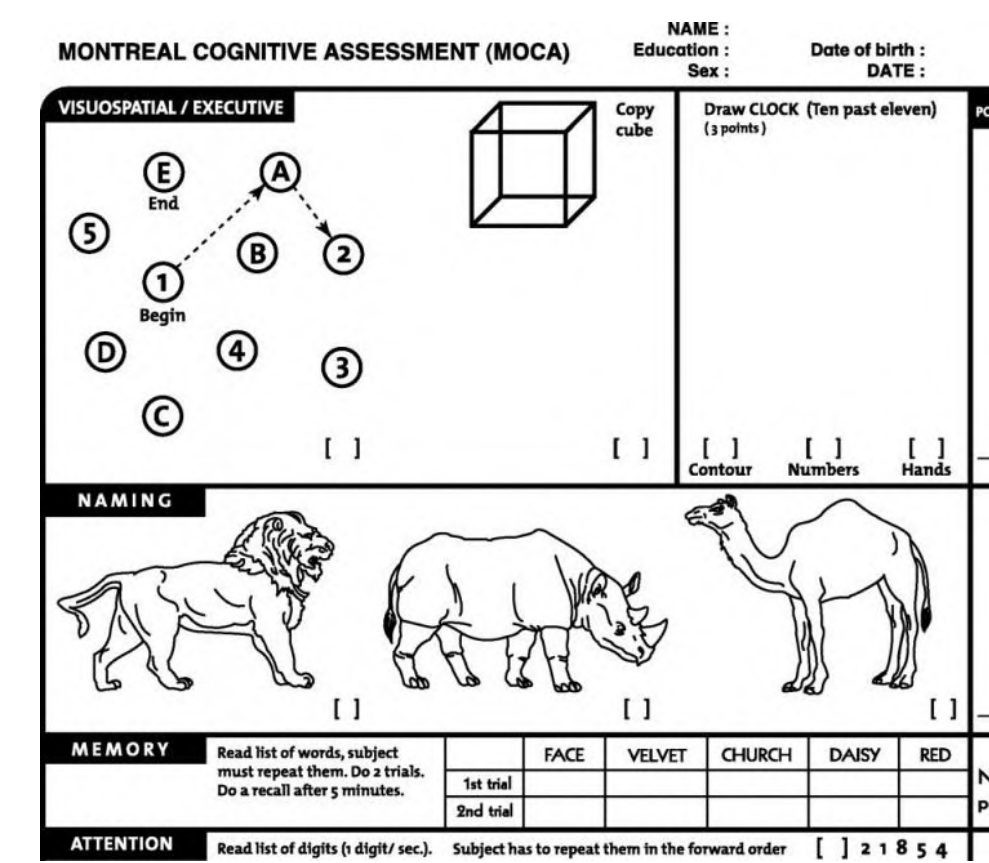 MONTREAL COGNITIVE ASSESSMENT (MOCA)
NAME :
Education :
Sex :
Date of birth :
DATE :
VISUOSPATIAL / EXECUTIVE
E
End
A
5
B
2
1
Begin
D
4
3
C
[ ]
Copy
cube
[ ]
Draw CLOCK (Ten past eleven)
( 3 points )
[ ] [ ] [ ]
Contour Numbers Hands
NAMING
[ ] [ ] [ ]
MEMORY
Read list of words, subject
must repeat them. Do 2 trials.
Do a recall after 5 minutes.
FACE VELVET CHURCH DAISY RED
1st trial
2nd trial
ATTENTION
Read list of digits (1 digit/ sec.). Subject has to repeat them in the forward order [ ] 2 1 8 5 4